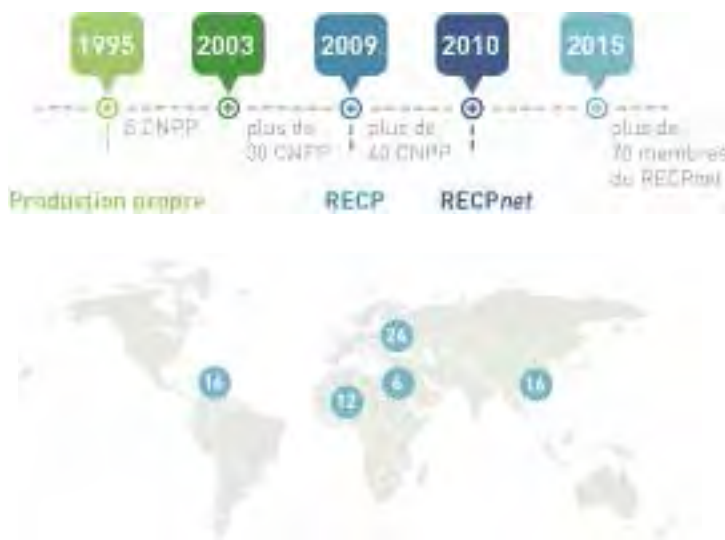 1995 2003 2009 2010 2015
CNPP plus de plus de plus de
30 CNPP 40 CNPP 70 membres
du RECPnet
Production propre RECP RECPnet
24
16 6 16
12